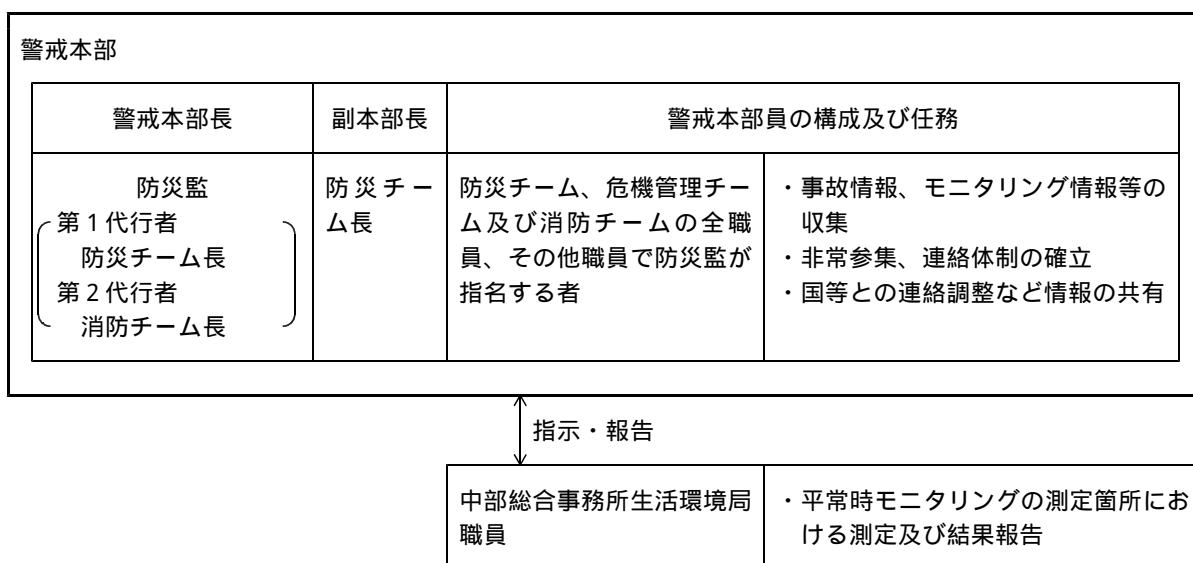 警戒本部
警戒本部長
副本部長
警戒本部員の構成及び任務
防災監
第1代行者
防災チーム長
第2代行者
消防チーム長
防災チー
ム長
防災チーム、危機管理チー
ム及び消防チームの全職
員、その他職員で防災監が
指名する者
・事故情報、モニタリング情報等の
収集
・非常参集、連絡体制の確立
・国等との連絡調整など情報の共有
指示・報告
中部総合事務所生活環境局
職員
・平常時モニタリングの測定箇所にお
ける測定及び結果報告